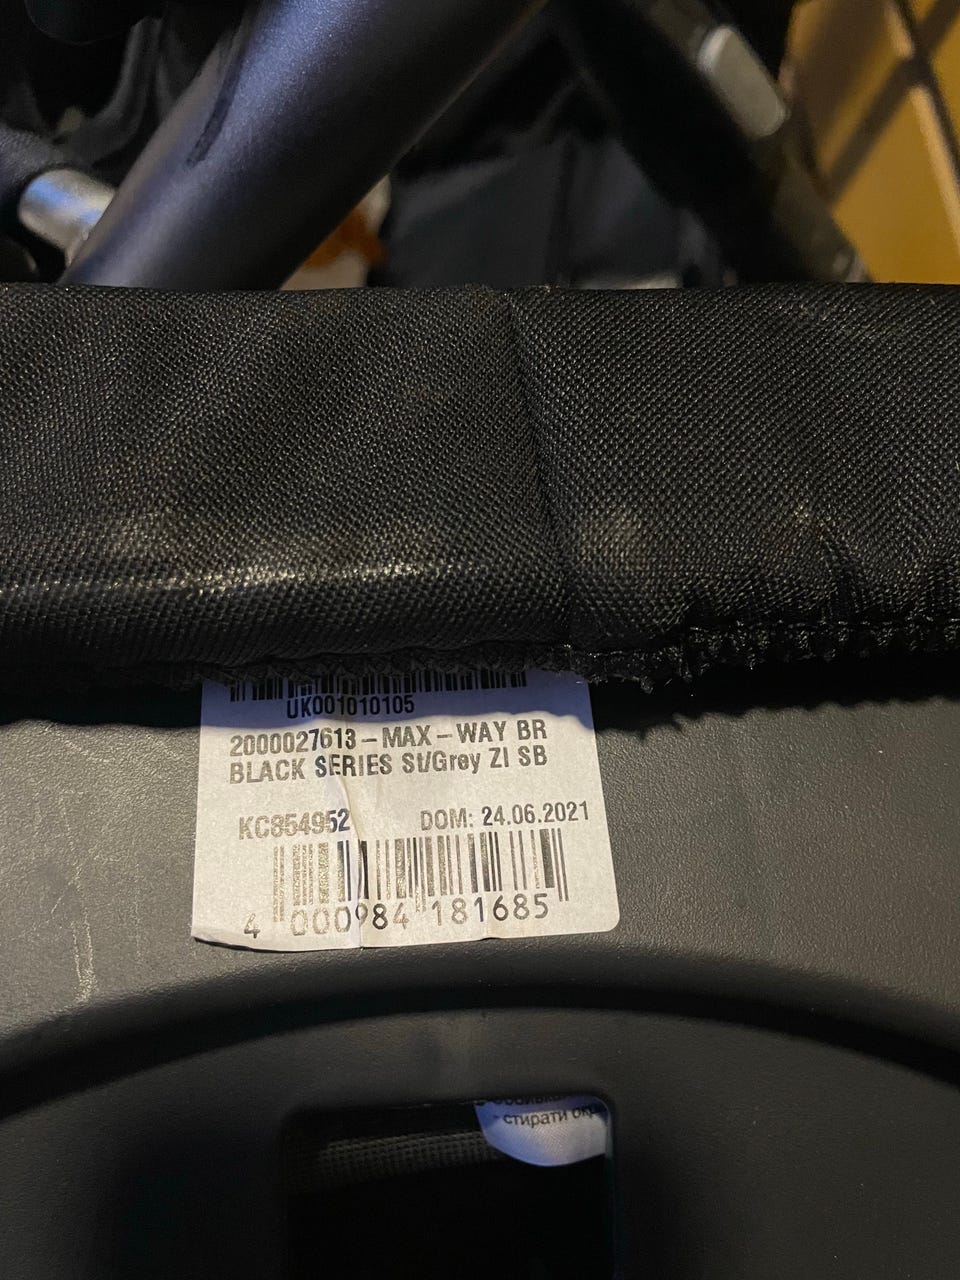 UK001010105
2000027613-MAX-WAY BR
BLACK SERIES St/Grey ZI SB
KC854952 DOM: 24.06.2021
4 000984 181685
- стирати